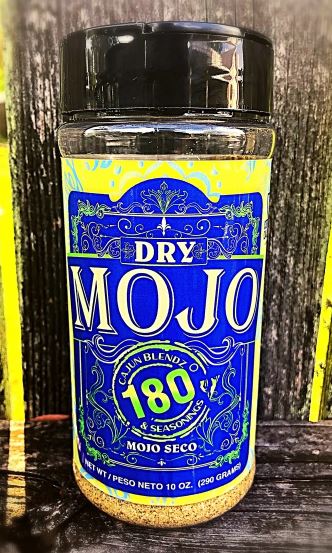 DRY
MOJO
CAJUN BLENDZ
180
& SEASONINGS
MOJO SECO
NET WT/PESO NETO 10 OZ. (290 GRAMS)